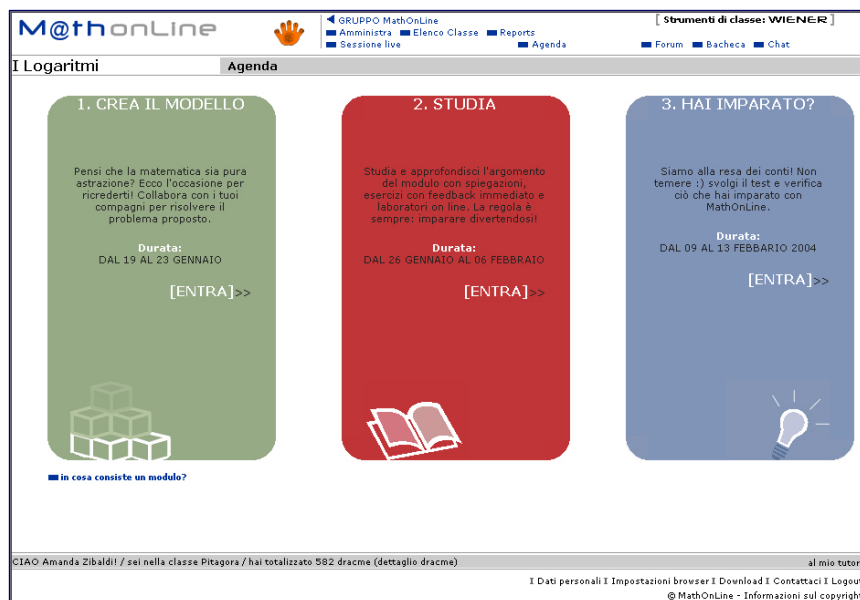 M@thonLine
GRUPPO MathOnLine
[ Strumenti di classe: WIENER ]
Amministra Elenco Classe Reports
Sessione live Agenda Forum Bacheca Chat
I Logaritmi
Agenda
1. CREA IL MODELLO
Pensi che la matematica sia pura
astrazione? Ecco l'occasione per
ricrederti! Collabora con i tuoi
compagni per risolvere il
problema proposto.
Durata:
DAL 19 AL 23 GENNAIO
[ENTRA]>>
2. STUDIA
Studia e approfondisci l'argomento
del modulo con spiegazioni,
esercizi con feedback immediato e
laboratori on line. La regola è
sempre: imparare divertendosi!
Durata:
DAL 26 GENNAIO AL 06 FEBBRAIO
[ENTRA]>>
3. HAI IMPARATO?
Siamo alla resa dei conti! Non
temere :) svolgi il test e verifica
ciò che hai imparato con
MathOnLine.
Durata:
DAL 09 AL 13 FEBBARIO 2004
[ENTRA]>>
in cosa consiste un modulo?
CIAO Amanda Zibaldi! / sei nella classe Pitagora / hai totalizzato 582 dracme (dettaglio dracme)
al mio tutor
I Dati personali I Impostazioni browser I Download I Contattaci I Logout
© MathOnLine - Informazioni sul copyright